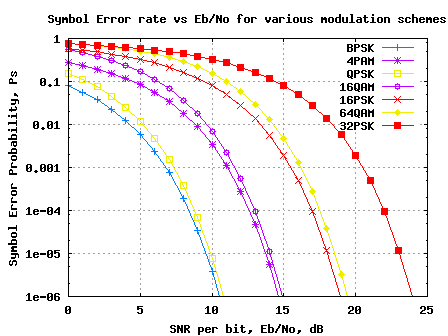 Symbol Error rate vs Eb/No for various modulation schemes
Symbol Error Probability, Ps
1
0.1
0.01
0.001
1e-04
1e-05
1e-06
BPSK
4PAM
QPSK
16QAM
16PSK
64QAM
32PSK
0 5 10 15 20 25
SNR per bit, Eb/No, dB